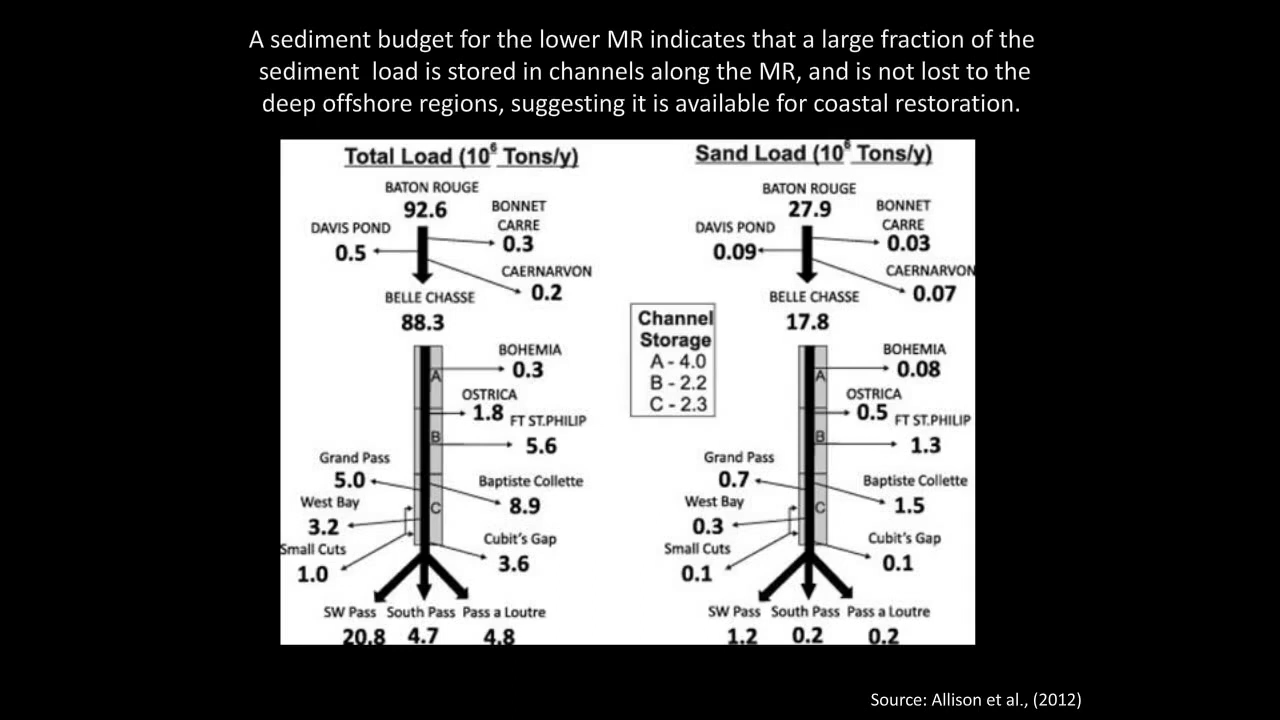 A sediment budget for the lower MR indicates that a large fraction of the
sediment load is stored in channels along the MR, and is not lost to the
deep offshore regions, suggesting it is available for coastal restoration.
Total Load (10⁶ Tons/y)
BATON ROUGE
92.6
BONNET
CARRE
0.3
DAVIS POND
0.5
CAERNARVON
0.2
BELLE CHASSE
88.3
BOHEMIA
0.3
A
OSTRICA
1.8
FT ST.PHILIP
5.6
B
Grand Pass
5.0
Baptiste Collette
8.9
C
West Bay
3.2
Cubit's Gap
3.6
Small Cuts
1.0
SW Pass South Pass Pass a Loutre
20.8 4.7 4.8
Channel
Storage
A - 4.0
B - 2.2
C - 2.3
Sand Load (10⁶ Tons/y)
BATON ROUGE
27.9
BONNET
CARRE
0.03
DAVIS POND
0.09
CAERNARVON
0.07
BELLE CHASSE
17.8
BOHEMIA
0.08
A
OSTRICA
0.5
FT ST.PHILIP
1.3
B
Grand Pass
0.7
Baptiste Collette
1.5
C
West Bay
0.3
Cubit's Gap
0.1
Small Cuts
0.1
SW Pass South Pass Pass a Loutre
1.2 0.2 0.2
Source: Allison et al., (2012)